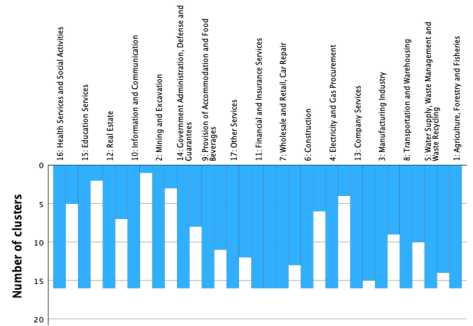 16: Health Services and Social Activities
15: Education Services
12: Real Estate
10: Information and Communication
2: Mining and Excavation
14: Government Administration, Defense and
Guarantees
9: Provision of Accommodation and Food
Beverages
17: Other Services
11: Financial and Insurance Services
7: Wholesale and Retail, Car Repair
6: Construction
4: Electricity and Gas Procurement
13: Company Services
3: Manufacturing Industry
8: Transportation and Warehousing
5: Water Supply, Waste Management and
Waste Recycling
1: Agriculture, Forestry and Fisheries
Number of clusters
0
5
10
15
20